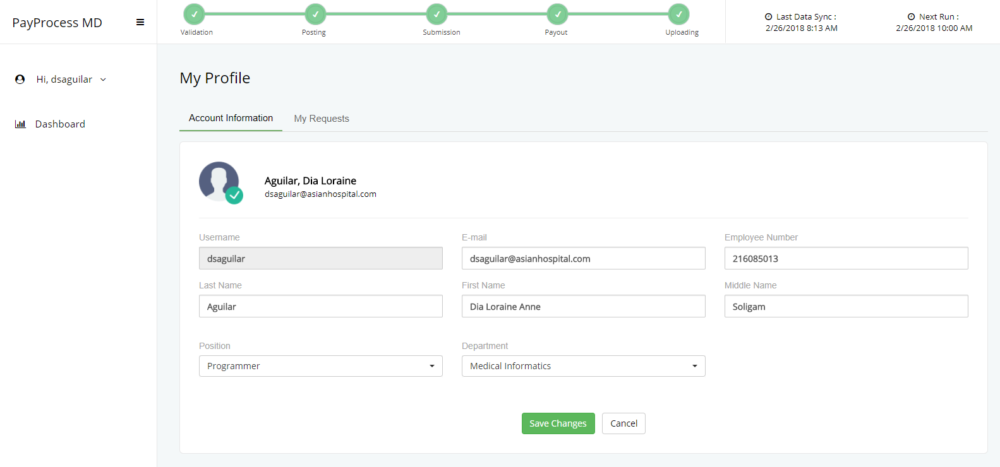 PayProcess MD
Validation
Posting
Submission
Payout
Uploading
Last Data Sync :
2/26/2018 8:13 AM
Next Run :
2/26/2018 10:00 AM
Hi, dsaguilar
Dashboard
My Profile
Account Information
My Requests
Aguilar, Dia Loraine
dsaguilar@asianhospital.com
Username
E-mail
Employee Number
dsaguilar
dsaguilar@asianhospital.com
216085013
Last Name
First Name
Middle Name
Aguilar
Dia Loraine Anne
Soligam
Position
Department
Programmer
Medical Informatics
Save Changes
Cancel